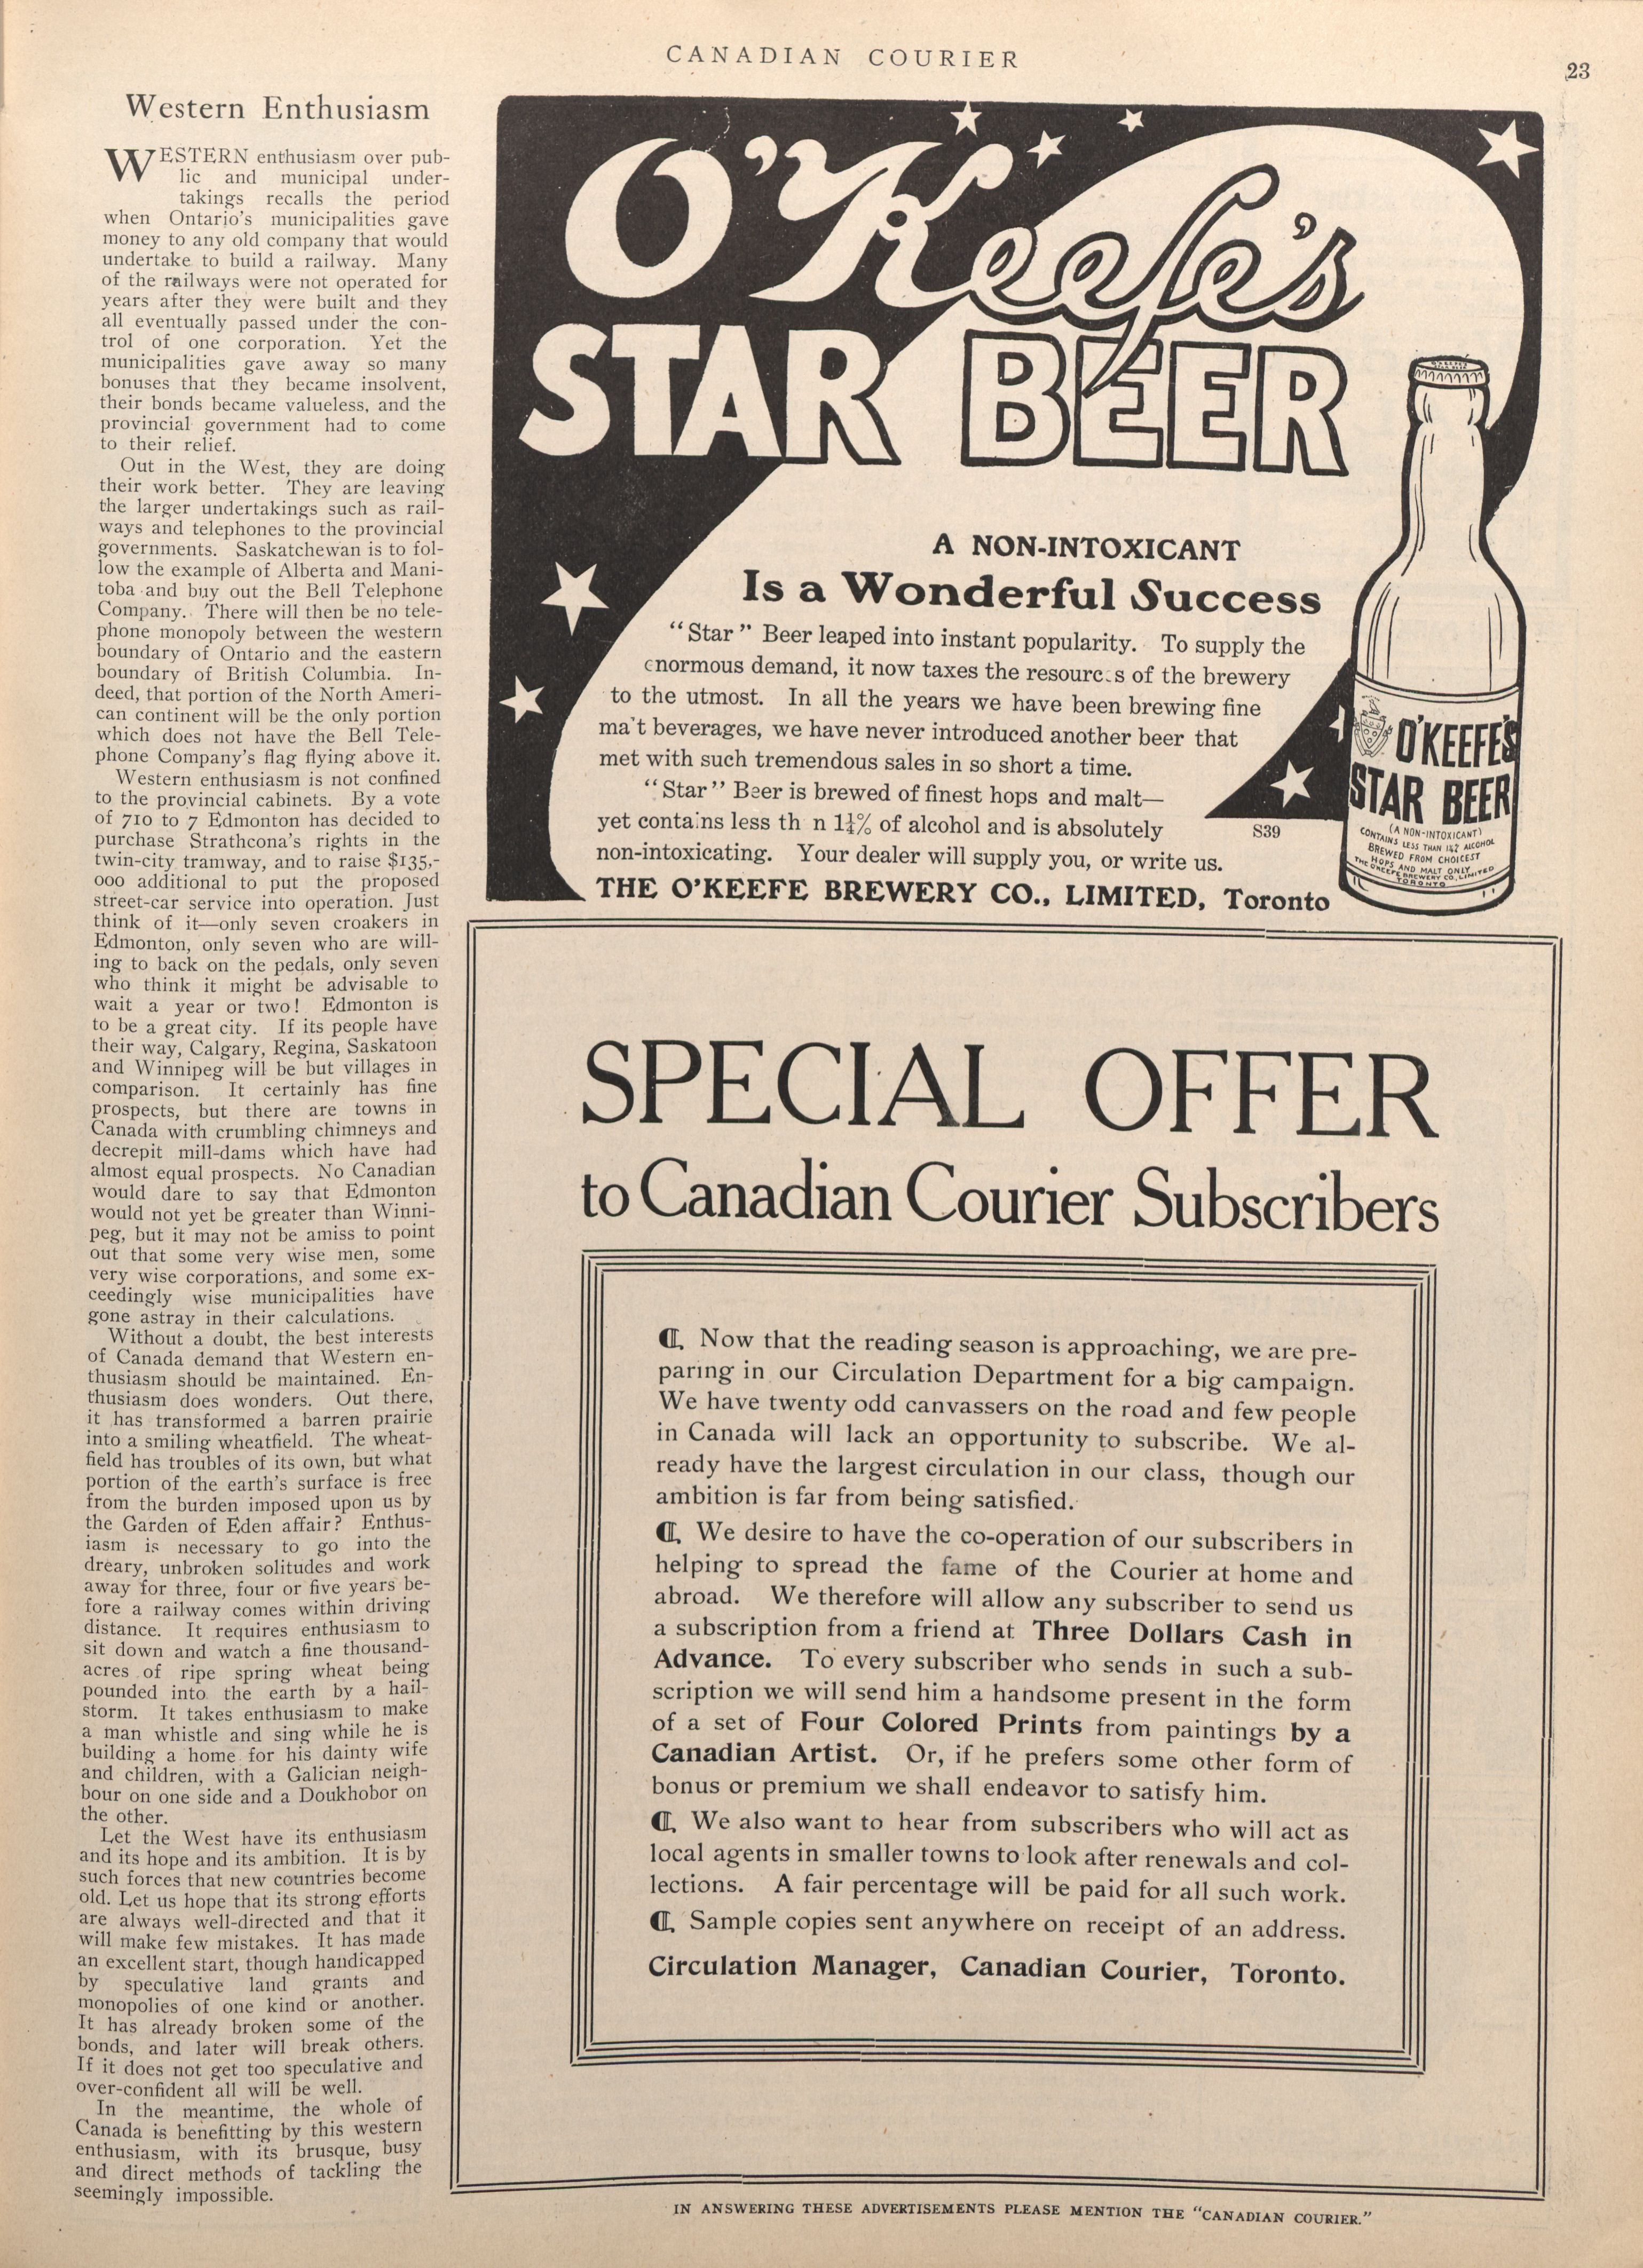 CANADIAN COURIER
23
Western Enthusiasm
WESTERN enthusiasm over pub-
lic and municipal under-
takings recalls the period
when Ontario's municipalities gave
money to any old company that would
undertake to build a railway. Many
of the railways were not operated for
years after they were built and they
all eventually passed under the con-
trol of one corporation. Yet the
municipalities gave away so many
bonuses that they became insolvent,
their bonds became valueless, and the
provincial government had to come
to their relief.
Out in the West, they are doing
their work better. They are leaving
the larger undertakings such as rail-
ways and telephones to the provincial
governments. Saskatchewan is to fol-
low the example of Alberta and Mani-
toba and buy out the Bell Telephone
Company. There will then be no tele-
phone monopoly between the western
boundary of Ontario and the eastern
boundary of British Columbia. In-
deed, that portion of the North Ameri-
can continent will be the only portion
which does not have the Bell Tele-
phone Company's flag flying above it.
Western enthusiasm is not confined
to the provincial cabinets. By a vote
of 710 to 7 Edmonton has decided to
purchase Strathcona's rights in the
twin-city tramway, and to raise $135,-
000 additional to put the proposed
street-car service into operation. Just
think of it—only seven croakers in
Edmonton, only seven who are will-
ing to back on the pedals, only seven
who think it might be advisable to
wait a year or two! Edmonton is
to be a great city. If its people have
their way, Calgary, Regina, Saskatoon
and Winnipeg will be but villages in
comparison. It certainly has fine
prospects, but there are towns in
Canada with crumbling chimneys and
decrepit mill-dams which have had
almost equal prospects. No Canadian
would dare to say that Edmonton
would not yet be greater than Winni-
peg, but it may not be amiss to point
out that some very wise men, some
very wise corporations, and some ex-
ceedingly wise municipalities have
gone astray in their calculations.
Without a doubt, the best interests
of Canada demand that Western en-
thusiasm should be maintained. En-
thusiasm does wonders. Out there,
it has transformed a barren prairie
into a smiling wheatfield. The wheat-
field has troubles of its own, but what
portion of the earth's surface is free
from the burden imposed upon us by
the Garden of Eden affair? Enthus-
iasm is necessary to go into the
dreary, unbroken solitudes and work
away for three, four or five years be-
fore a railway comes within driving
distance. It requires enthusiasm to
sit down and watch a fine thousand-
acres of ripe spring wheat being
pounded into the earth by a hail-
storm. It takes enthusiasm to make
a man whistle and sing while he is
building a home for his dainty wife
and children, with a Galician neigh-
bour on one side and a Doukhobor on
the other.
Let the West have its enthusiasm
and its hope and its ambition. It is by
such forces that new countries become
old. Let us hope that its strong efforts
are always well-directed and that it
will make few mistakes. It has made
an excellent start, though handicapped
by speculative land grants and
monopolies of one kind or another.
It has already broken some of the
bonds, and later will break others.
If it does not get too speculative and
over-confident all will be well.
In the meantime, the whole of
Canada is benefitting by this western
enthusiasm, with its brusque, busy
and direct methods of tackling the
seemingly impossible.
O'Keefe's
STAR BEER
A NON-INTOXICANT
Is a Wonderful Success
"Star" Beer leaped into instant popularity. To supply the
enormous demand, it now taxes the resourc s of the brewery
to the utmost. In all the years we have been brewing fine
ma't beverages, we have never introduced another beer that
met with such tremendous sales in so short a time.
"Star" Beer is brewed of finest hops and malt—
yet contains less th n 1¼% of alcohol and is absolutely
non-intoxicating. Your dealer will supply you, or write us.
THE O'KEEFE BREWERY CO., LIMITED, Toronto
S39
O'KEEFE'S
STAR BEER
(A NON-INTOXICANT)
CONTAINS LESS THAN 1¼% ALCOHOL
BREWED FROM CHOICEST
HOPS AND MALT ONLY
THE O'KEEFE BREWERY CO., LIMITED
TORONTO
SPECIAL OFFER
to Canadian Courier Subscribers
¶ Now that the reading season is approaching, we are pre-
paring in our Circulation Department for a big campaign.
We have twenty odd canvassers on the road and few people
in Canada will lack an opportunity to subscribe. We al-
ready have the largest circulation in our class, though our
ambition is far from being satisfied.
¶ We desire to have the co-operation of our subscribers in
helping to spread the fame of the Courier at home and
abroad. We therefore will allow any subscriber to send us
a subscription from a friend at Three Dollars Cash in
Advance. To every subscriber who sends in such a sub-
scription we will send him a handsome present in the form
of a set of Four Colored Prints from paintings by a
Canadian Artist. Or, if he prefers some other form of
bonus or premium we shall endeavor to satisfy him.
¶ We also want to hear from subscribers who will act as
local agents in smaller towns to look after renewals and col-
lections. A fair percentage will be paid for all such work.
¶ Sample copies sent anywhere on receipt of an address.
Circulation Manager, Canadian Courier, Toronto.
IN ANSWERING THESE ADVERTISEMENTS PLEASE MENTION THE "CANADIAN COURIER."